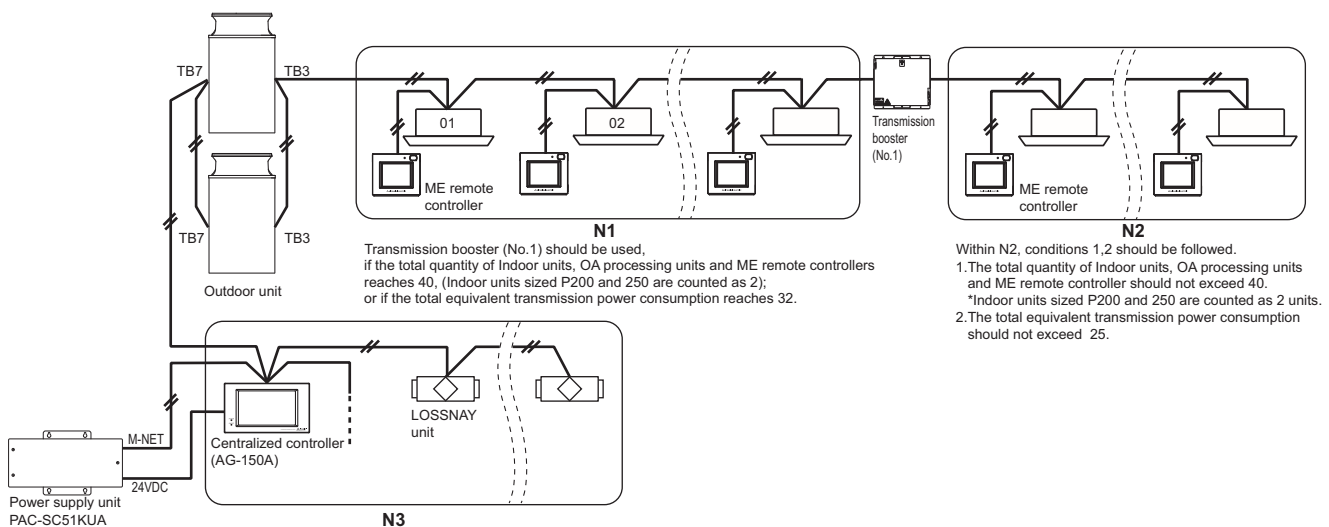 TB7
TB3
TB7
TB3
Outdoor unit
01
02
ME remote
controller
N1
Transmission booster (No.1) should be used,
if the total quantity of Indoor units, OA processing units and ME remote controllers
reaches 40, (Indoor units sized P200 and 250 are counted as 2);
or if the total equivalent transmission power consumption reaches 32.
Transmission
booster
(No.1)
ME remote
controller
N2
Within N2, conditions 1,2 should be followed.
1.The total quantity of Indoor units, OA processing units
and ME remote controller should not exceed 40.
*Indoor units sized P200 and 250 are counted as 2 units.
2.The total equivalent transmission power consumption
should not exceed 25.
LOSSNAY
unit
Centralized controller
(AG-150A)
M-NET
24VDC
Power supply unit
PAC-SC51KUA
N3